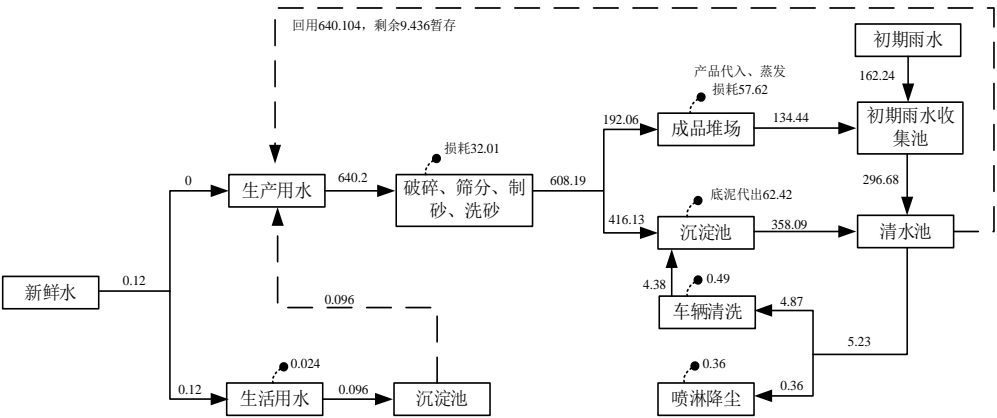 回用640.104，剩余9.436暂存
初期雨水
162.24
产品代入、蒸发
损耗57.62
192.06
成品堆场
134.44
初期雨水收
集池
损耗32.01
0
生产用水
640.2
破碎、筛分、制
砂、洗砂
608.19
296.68
底泥代出62.42
416.13
沉淀池
358.09
清水池
新鲜水
0.12
0.096
4.38
0.49
车辆清洗
4.87
5.23
0.024
0.12
生活用水
0.096
沉淀池
0.36
喷淋降尘
0.36